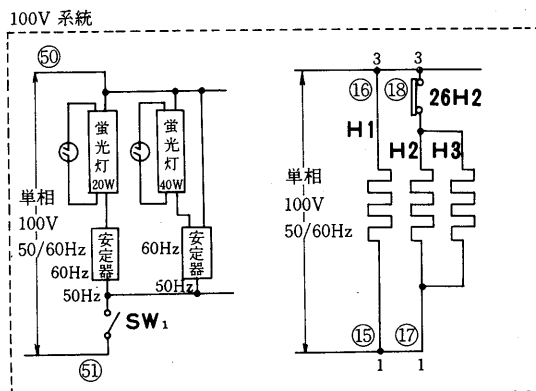 100V 系統
㊿
蛍光灯
20W
蛍光灯
40W
単相
100V
50/60Hz
安定器
60Hz
50Hz
60Hz
安定器
50Hz
SW₁
51
3
3
⑯
⑱
26H2
H1
H2
H3
単相
100V
50/60Hz
⑮
⑰
1
1